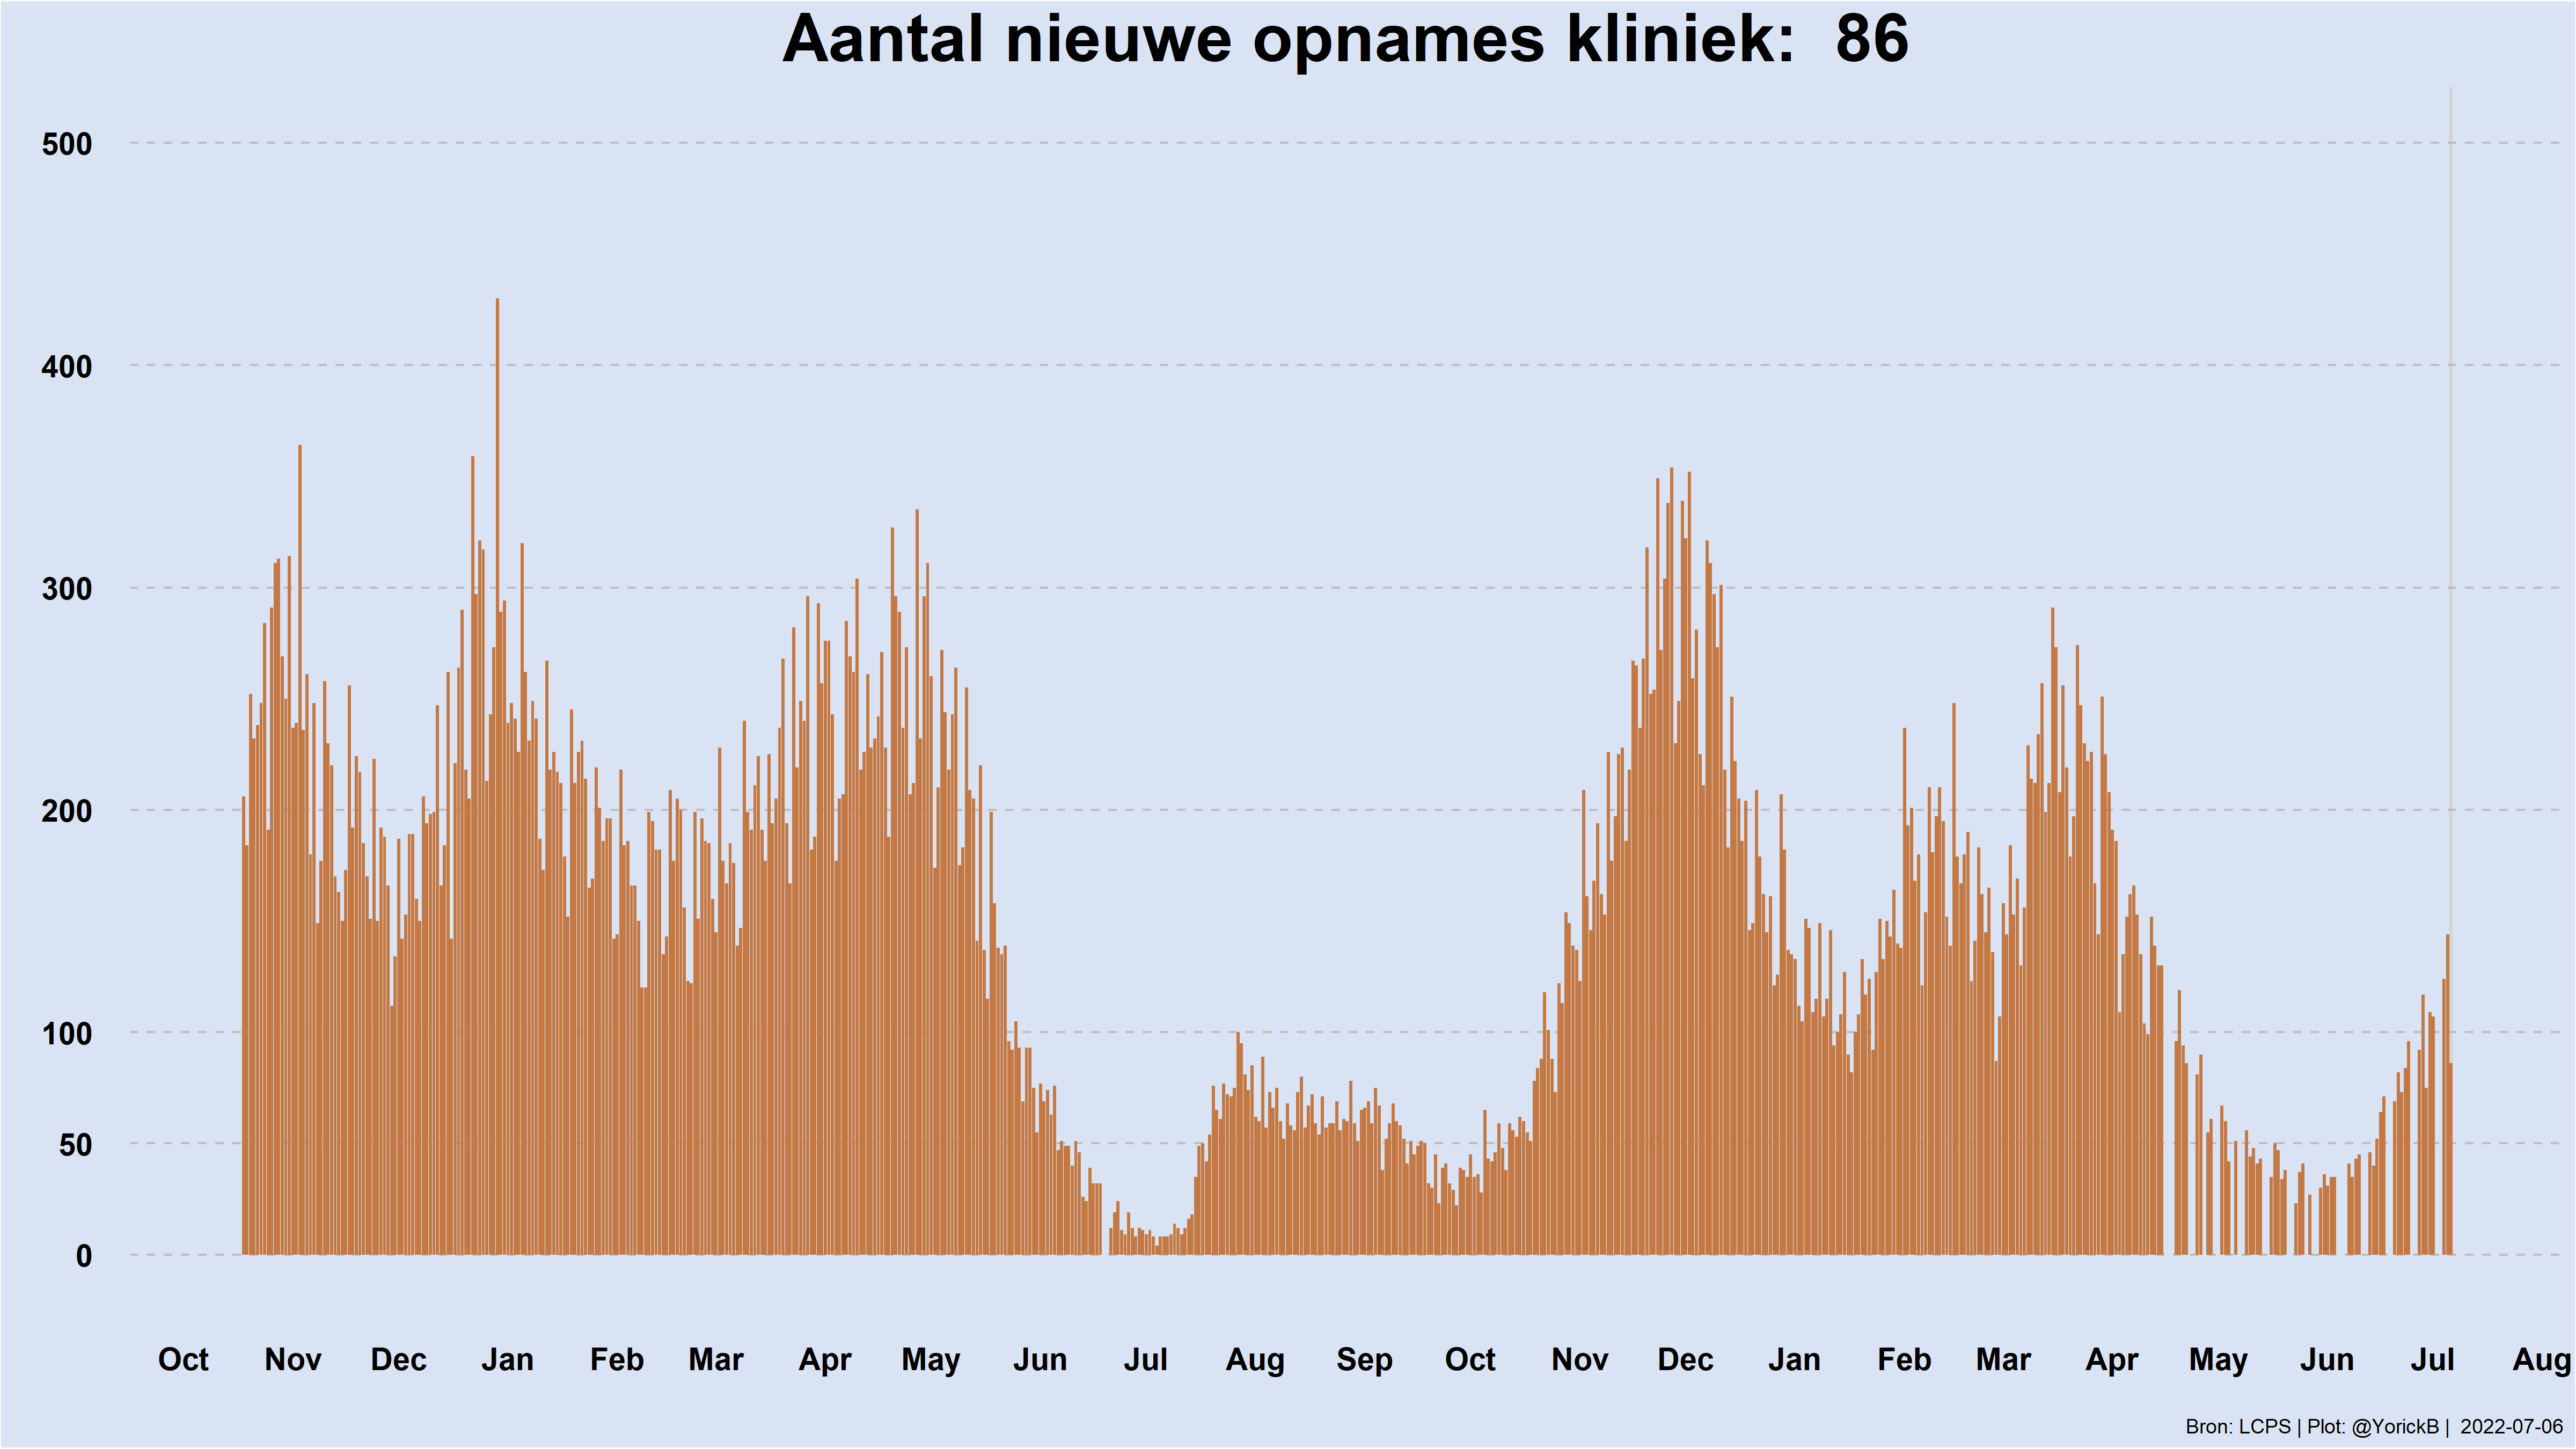 Aantal nieuwe opnames kliniek:  86
500
400
300
200
100
50
0
Oct Nov Dec Jan Feb Mar Apr May Jun Jul Aug Sep Oct Nov Dec Jan Feb Mar Apr May Jun Jul Aug
Bron: LCPS | Plot: @YorickB |  2022-07-06